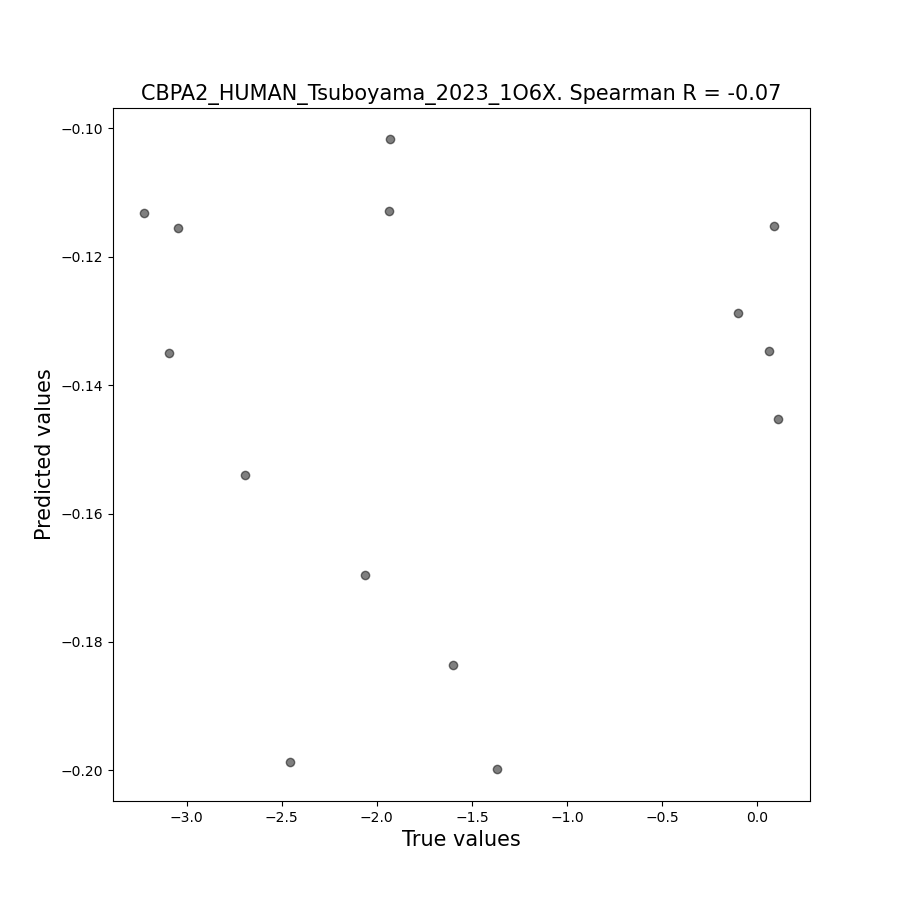 CBPA2_HUMAN_Tsuboyama_2023_1O6X. Spearman R = -0.07
−0.10
−0.12
−0.14
−0.16
−0.18
−0.20
Predicted values
−3.0 −2.5 −2.0 −1.5 −1.0 −0.5 0.0
True values